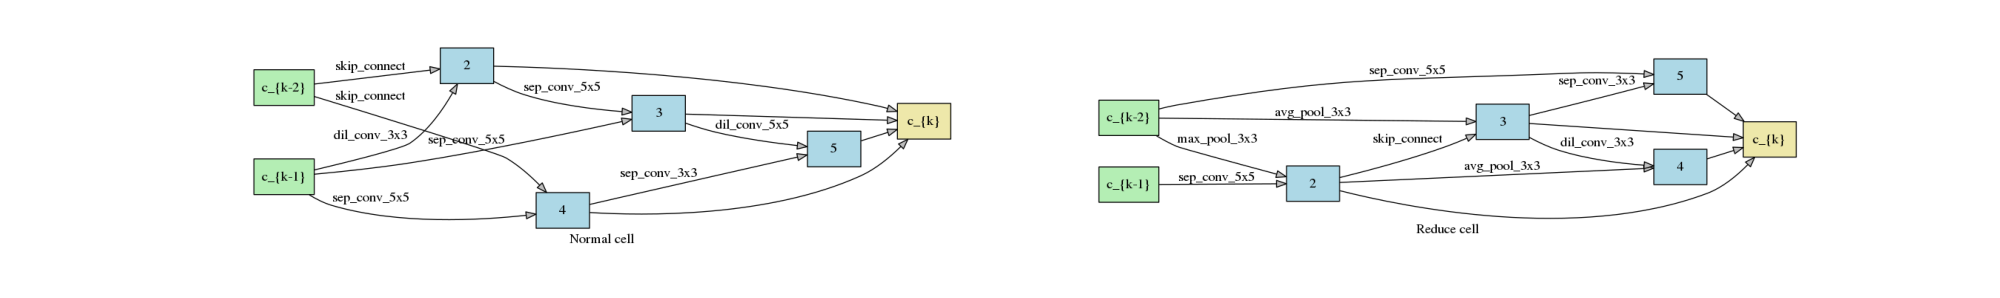 2
skip_connect
c_{k-2}
sep_conv_5x5
skip_connect
3
c_{k}
dil_conv_5x5
dil_conv_3x3
sep_conv_5x5
5
c_{k-1}
sep_conv_3x3
sep_conv_5x5
4
Normal cell
sep_conv_5x5
5
sep_conv_3x3
c_{k-2}
avg_pool_3x3
3
max_pool_3x3
skip_connect
dil_conv_3x3
c_{k}
avg_pool_3x3
4
c_{k-1}
sep_conv_5x5
2
Reduce cell